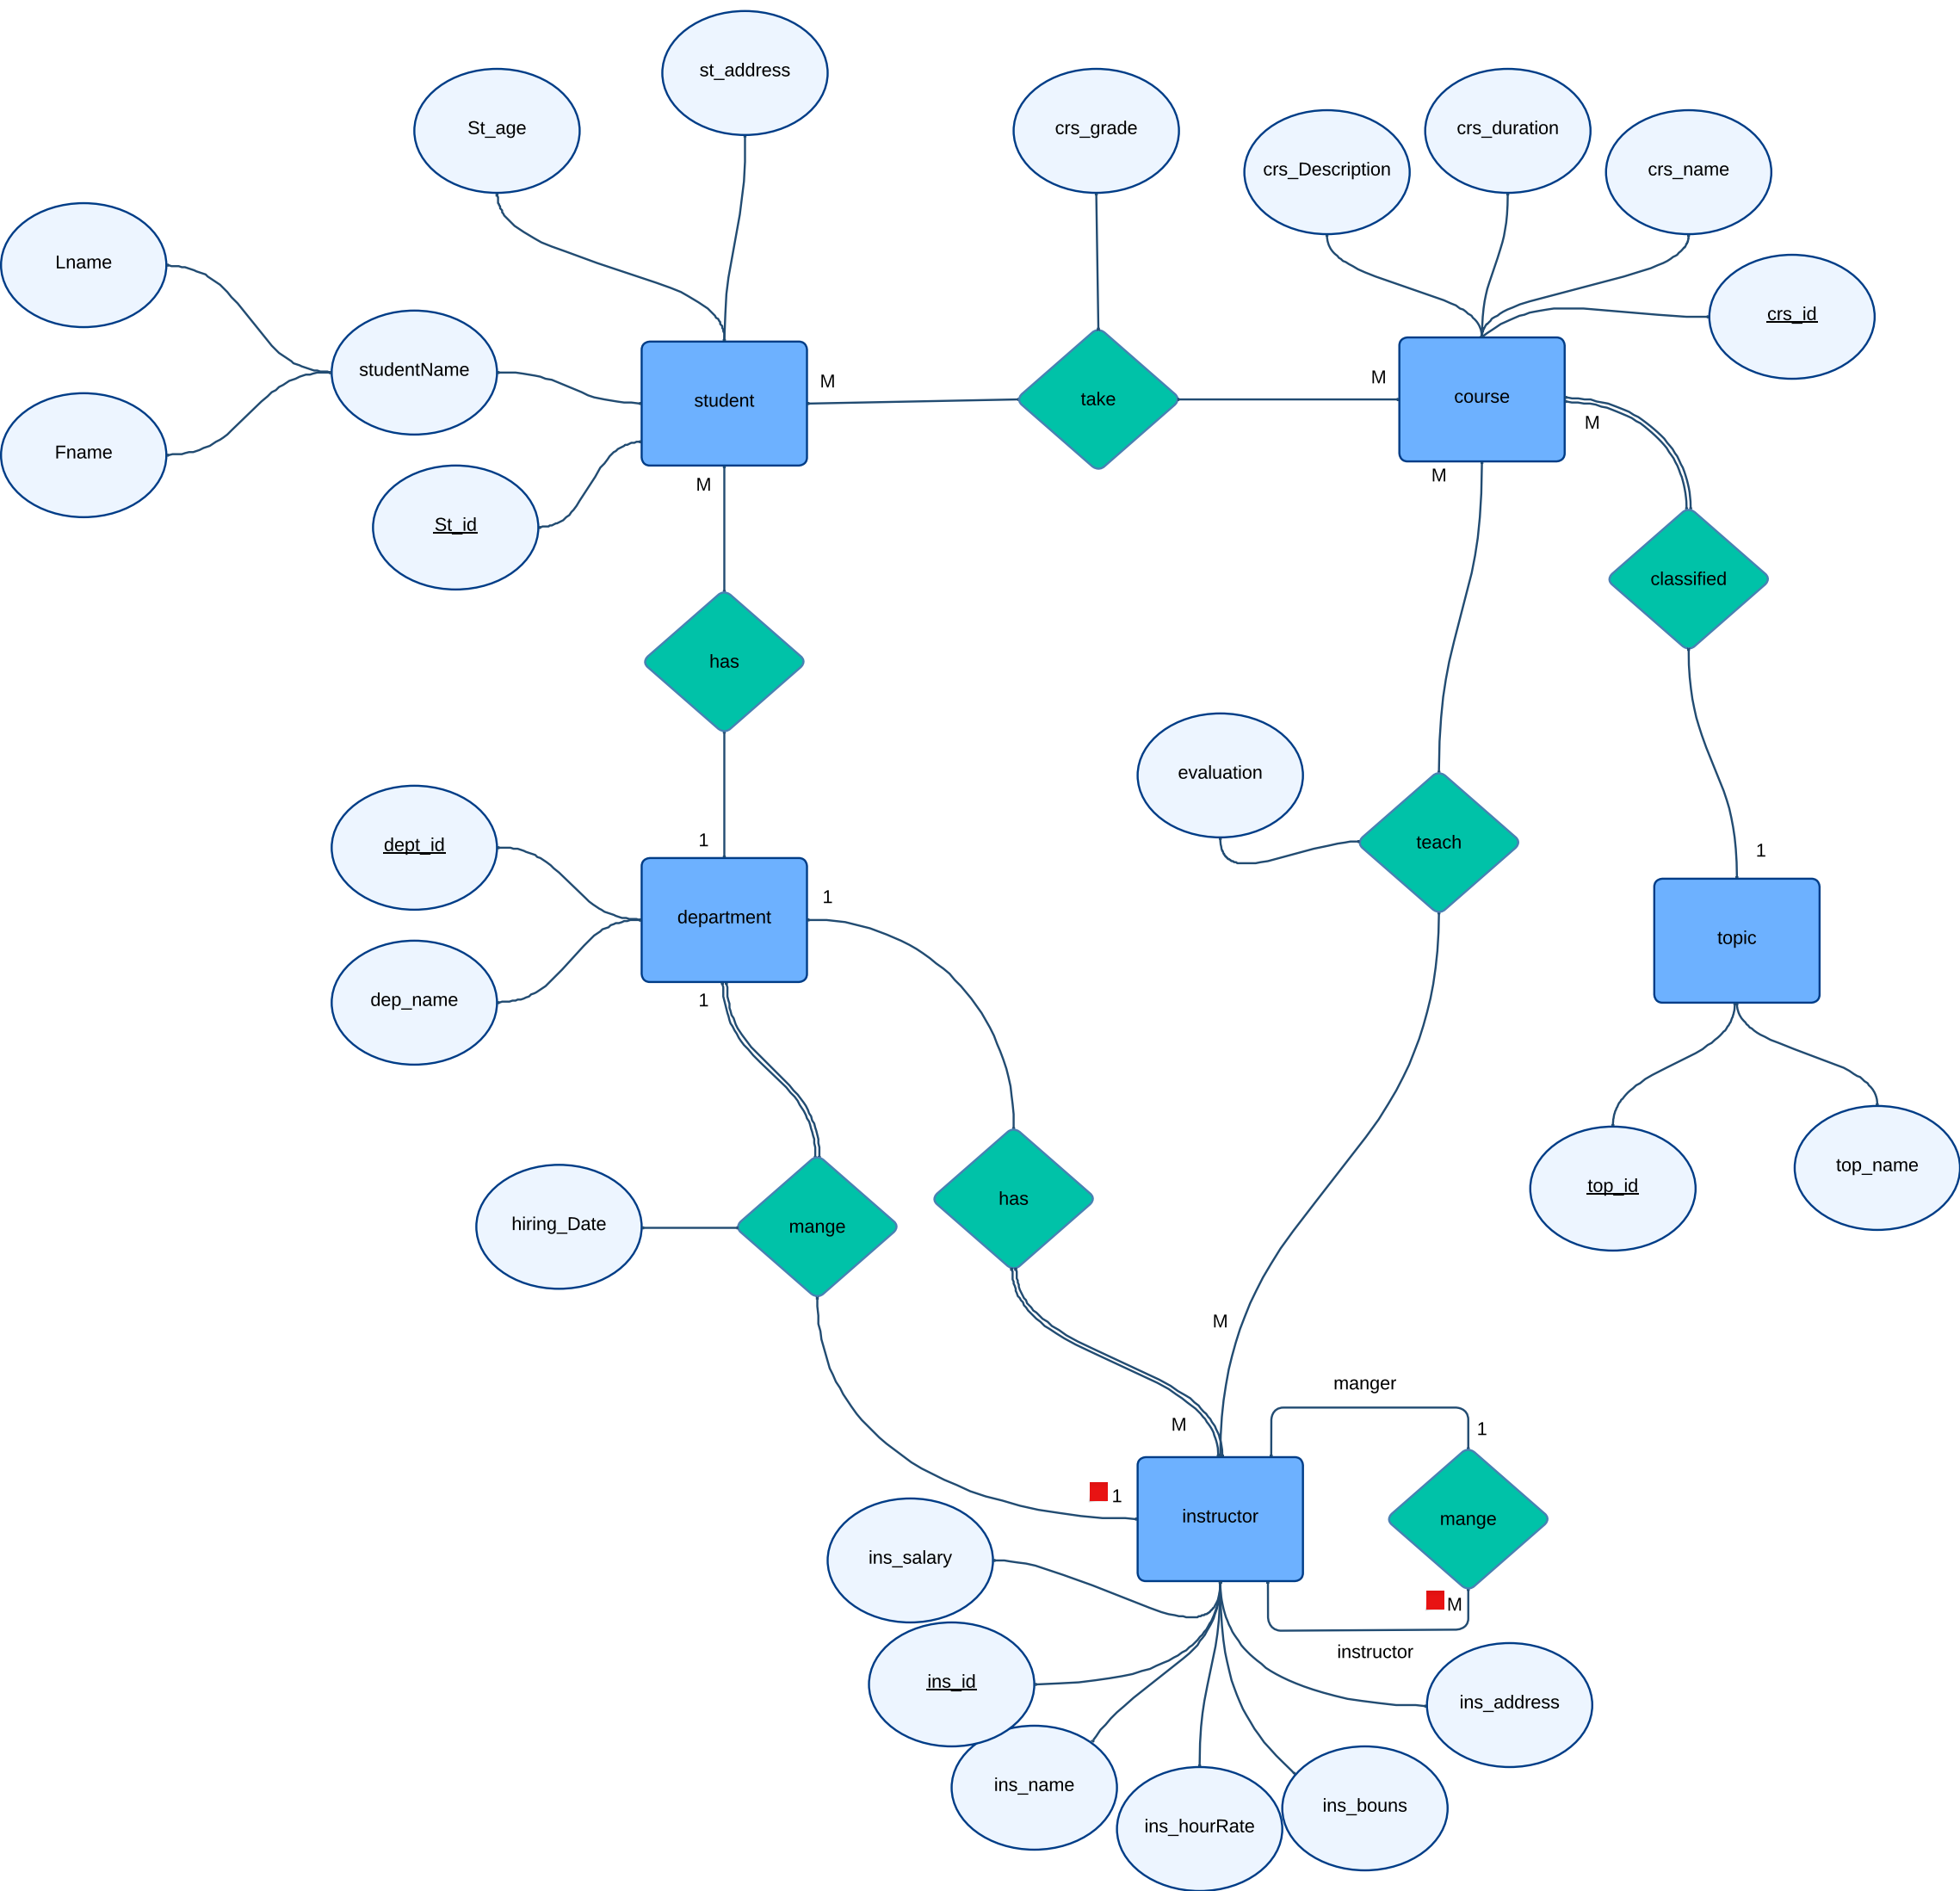 st_address
St_age
crs_grade
crs_duration
crs_Description
crs_name
Lname
crs_id
studentName
student
M
take
M
course
M
Fname
M
M
St_id
classified
has
evaluation
1
dept_id
teach
1
1
department
topic
dep_name
1
top_name
top_id
has
hiring_Date
mange
M
manger
M
1
1
instructor
mange
ins_salary
M
instructor
ins_id
ins_address
ins_name
ins_bouns
ins_hourRate